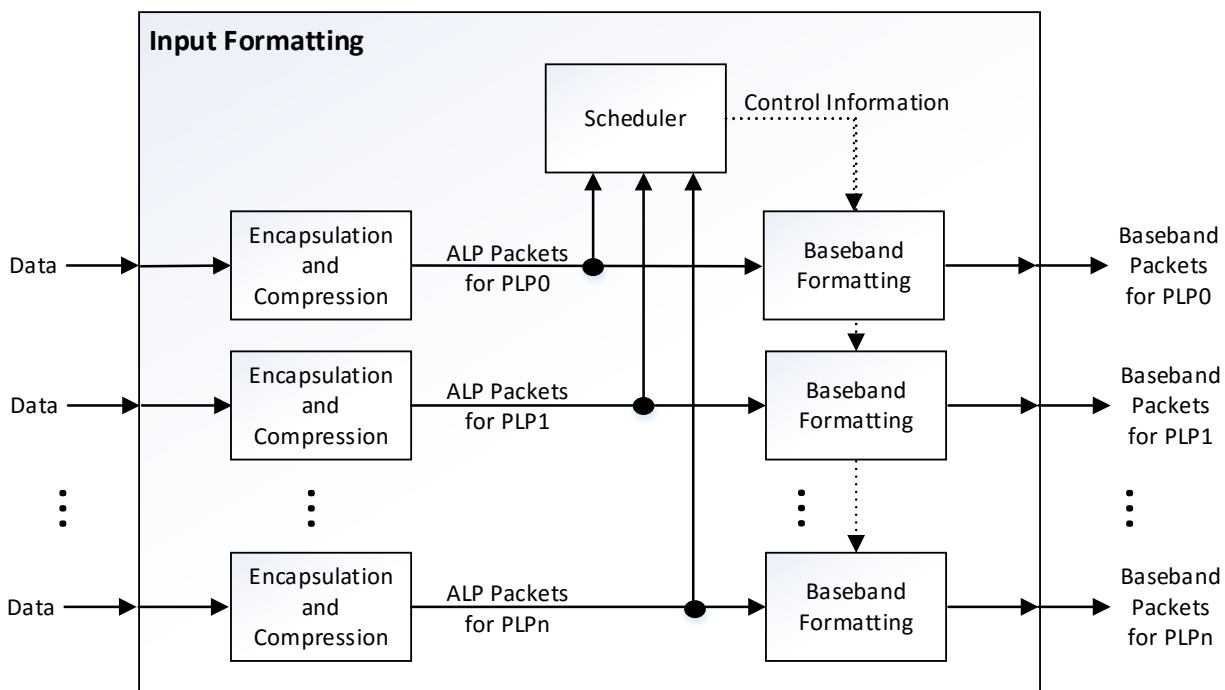 Input Formatting
Scheduler
Control Information
Data
Encapsulation
and
Compression
ALP Packets
for PLP0
Baseband
Formatting
Baseband
Packets
for PLP0
Data
Encapsulation
and
Compression
ALP Packets
for PLP1
Baseband
Formatting
Baseband
Packets
for PLP1
Data
Encapsulation
and
Compression
ALP Packets
for PLPn
Baseband
Formatting
Baseband
Packets
for PLPn